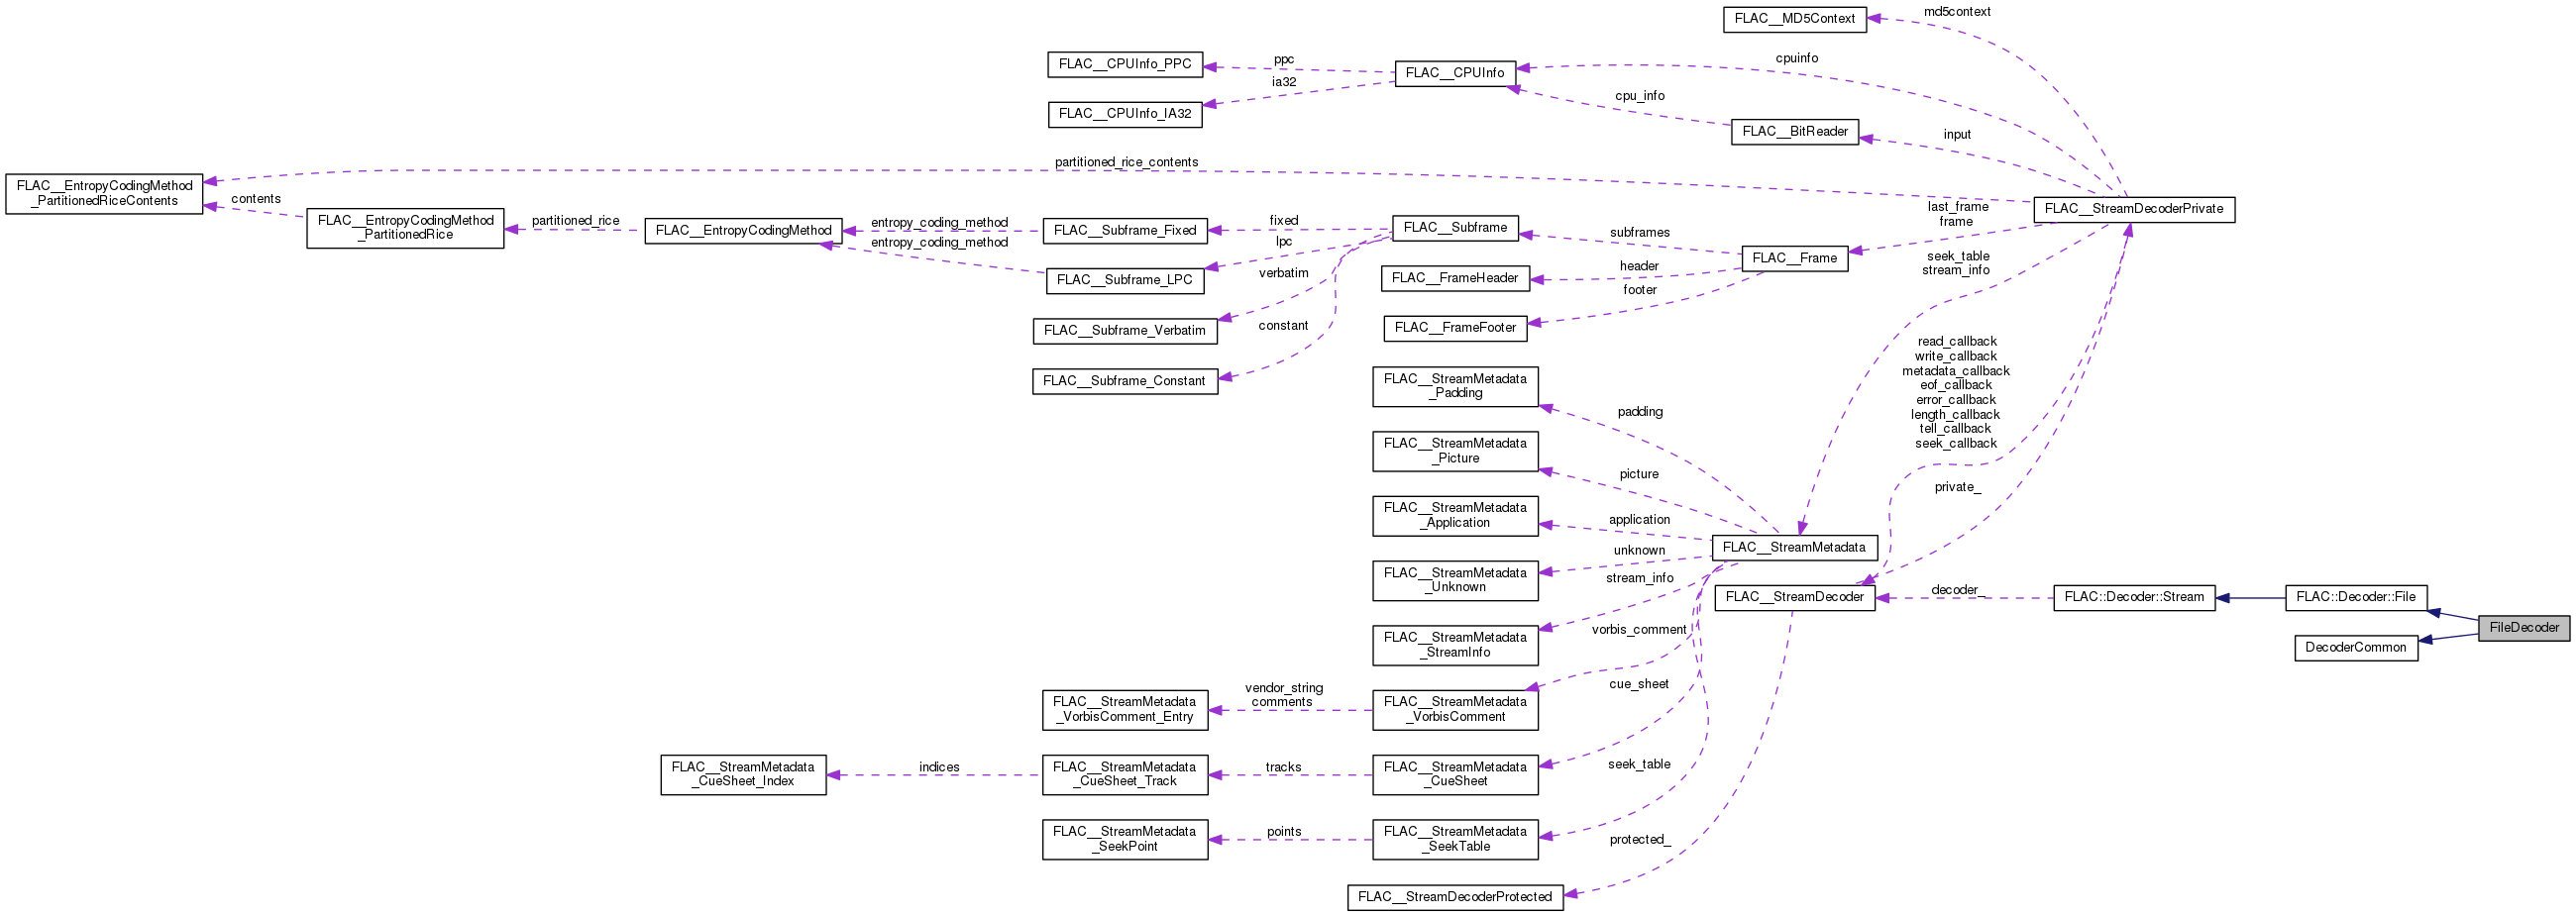 FLAC__MD5Context
md5context
FLAC__CPUInfo_PPC
ppc
FLAC__CPUInfo
cpuinfo
ia32
FLAC__CPUInfo_IA32
cpu_info
FLAC__BitReader
input
partitioned_rice_contents
FLAC__EntropyCodingMethod
_PartitionedRiceContents
contents
FLAC__EntropyCodingMethod
_PartitionedRice
partitioned_rice
FLAC__EntropyCodingMethod
entropy_coding_method
entropy_coding_method
FLAC__Subframe_Fixed
fixed
FLAC__Subframe
subframes
FLAC__StreamDecoderPrivate
last_frame
frame
lpc
FLAC__Subframe_LPC
verbatim
FLAC__FrameHeader
header
FLAC__Frame
seek_table
stream_info
footer
FLAC__Subframe_Verbatim
constant
FLAC__FrameFooter
FLAC__Subframe_Constant
read_callback
write_callback
metadata_callback
eof_callback
error_callback
length_callback
tell_callback
seek_callback
FLAC__StreamMetadata
_Padding
padding
FLAC__StreamMetadata
_Picture
picture
private_
FLAC__StreamMetadata
_Application
application
FLAC__StreamMetadata
unknown
FLAC__StreamMetadata
_Unknown
stream_info
FLAC__StreamDecoder
decoder_
FLAC::Decoder::Stream
FLAC::Decoder::File
FileDecoder
DecoderCommon
FLAC__StreamMetadata
_StreamInfo
vorbis_comment
FLAC__StreamMetadata
_VorbisComment_Entry
vendor_string
comments
FLAC__StreamMetadata
_VorbisComment
cue_sheet
FLAC__StreamMetadata
_CueSheet_Index
indices
FLAC__StreamMetadata
_CueSheet_Track
tracks
FLAC__StreamMetadata
_CueSheet
seek_table
FLAC__StreamMetadata
_SeekPoint
points
FLAC__StreamMetadata
_SeekTable
protected_
FLAC__StreamDecoderProtected